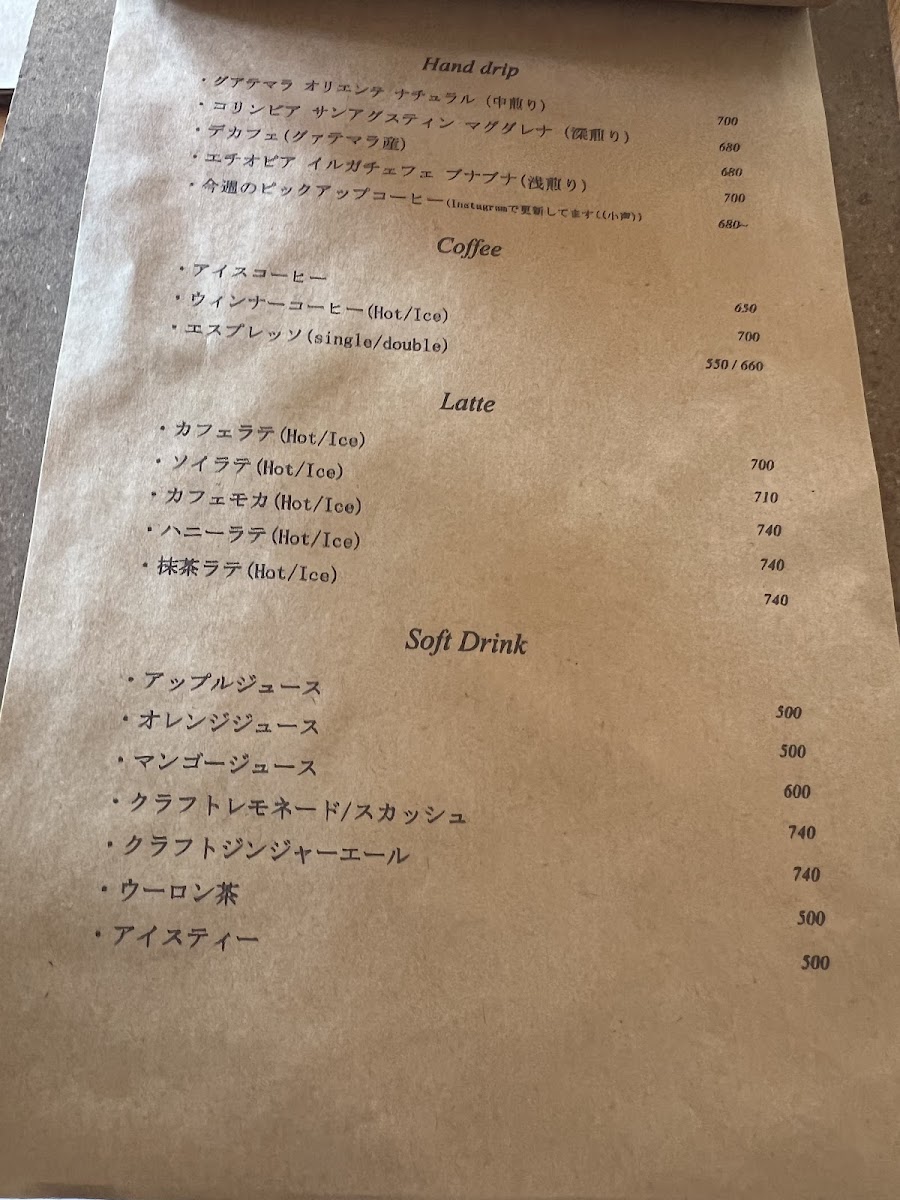 Hand drip
・グアテマラ オリエンテ ナチュラル (中煎り) 700
・コロンビア サンアグスティン マグダレナ (深煎り) 680
・デカフェ(グァテマラ産) 680
・エチオピア イルガチェフェ ブナブナ(浅煎り) 700
・今週のピックアップコーヒー(Instagramで更新してます((小声)) 680~
Coffee
・アイスコーヒー 650
・ウィンナーコーヒー(Hot/Ice) 700
・エスプレッソ(single/double) 550 / 660
Latte
・カフェラテ(Hot/Ice) 700
・ソイラテ(Hot/Ice) 710
・カフェモカ(Hot/Ice) 740
・ハニーラテ(Hot/Ice) 740
・抹茶ラテ(Hot/Ice) 740
Soft Drink
・アップルジュース 500
・オレンジジュース 500
・マンゴージュース 600
・クラフトレモネード/スカッシュ 740
・クラフトジンジャーエール 740
・ウーロン茶 500
・アイスティー 500